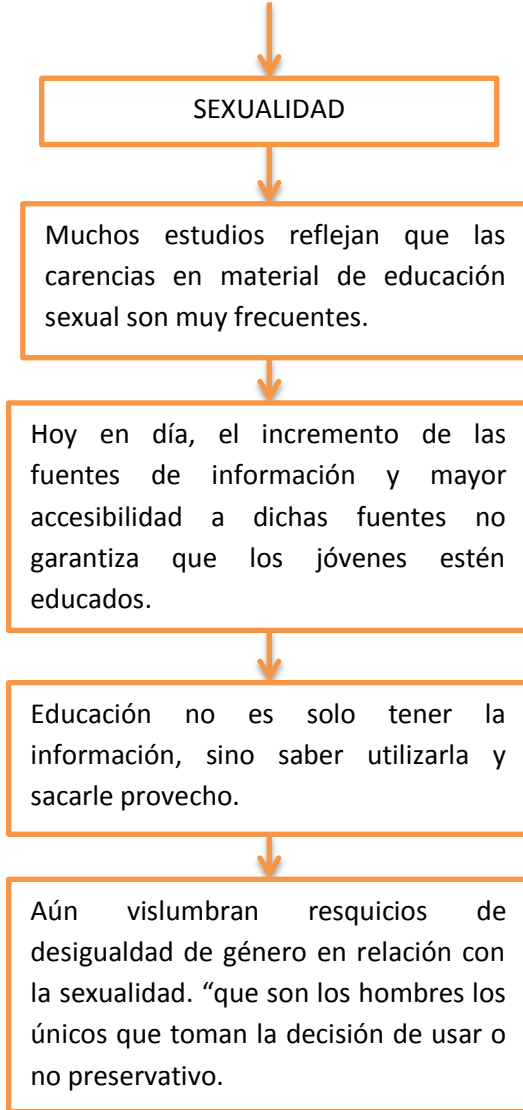 SEXUALIDAD
Muchos estudios reflejan que las
carencias en material de educación
sexual son muy frecuentes.
Hoy en día, el incremento de las
fuentes de información y mayor
accesibilidad a dichas fuentes no
garantiza que los jóvenes estén
educados.
Educación no es solo tener la
información, sino saber utilizarla y
sacarle provecho.
Aún vislumbran resquicios de
desigualdad de género en relación con
la sexualidad. “que son los hombres los
únicos que toman la decisión de usar o
no preservativo.